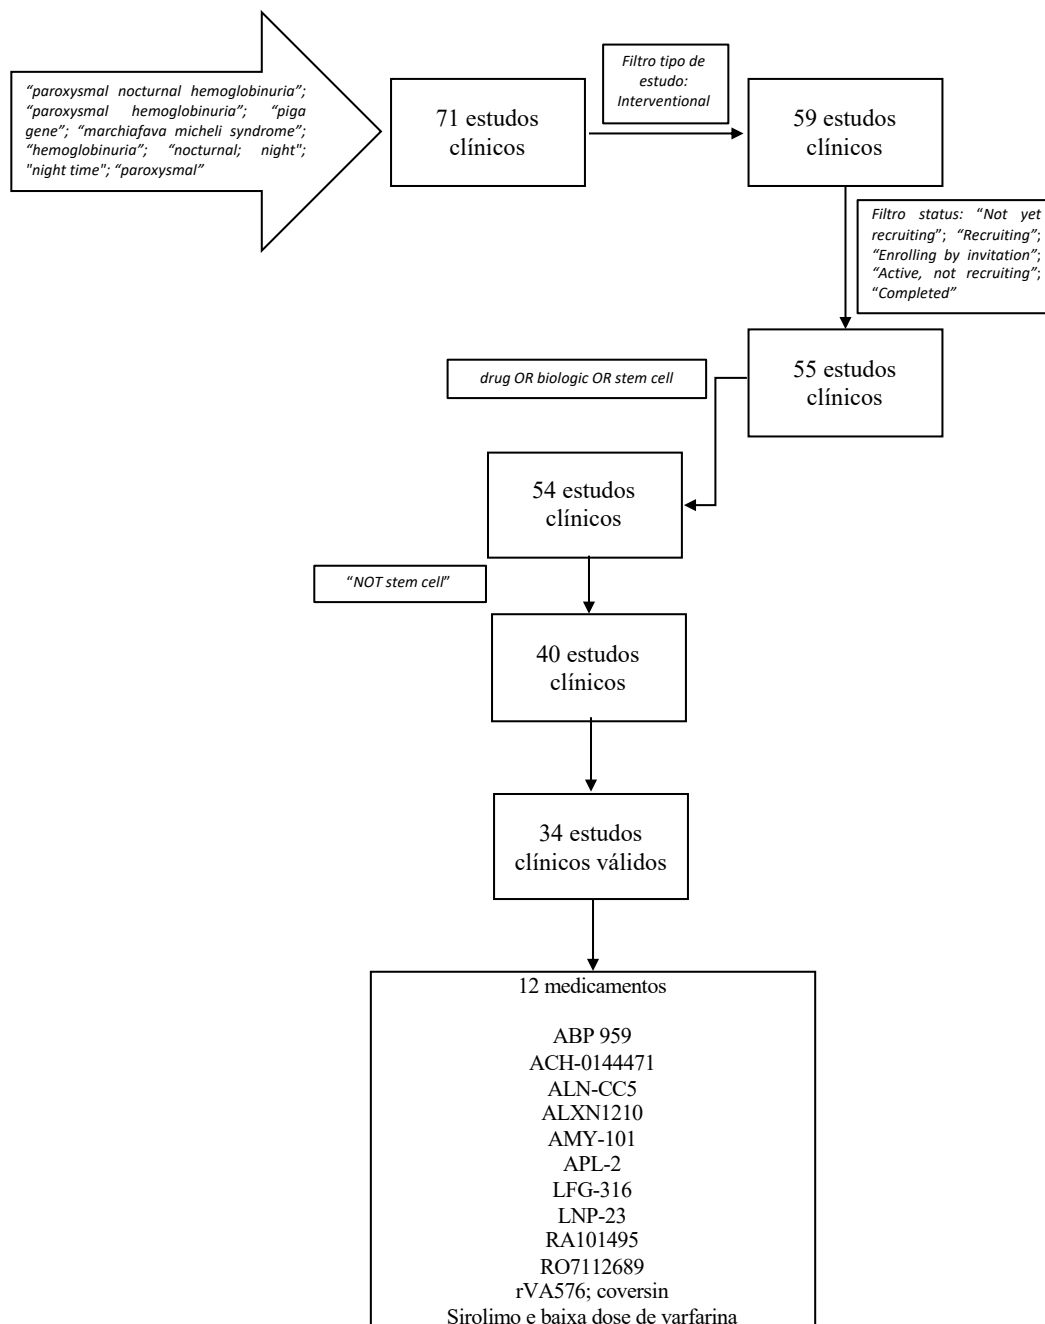 “paroxysmal nocturnal hemoglobinuria”;
“paroxysmal hemoglobinuria”; “piga
gene”; “marchiafava micheli syndrome”;
“hemoglobinuria”; “nocturnal; night";
"night time"; “paroxysmal”
71 estudos
clínicos
Filtro tipo de
estudo:
Interventional
59 estudos
clínicos
Filtro status: “Not yet
recruiting”; “Recruiting”;
“Enrolling by invitation”;
“Active, not recruiting”;
“Completed”
55 estudos
clínicos
drug OR biologic OR stem cell
54 estudos
clínicos
“NOT stem cell”
40 estudos
clínicos
34 estudos
clínicos válidos
12 medicamentos
ABP 959
ACH-0144471
ALN-CC5
ALXN1210
AMY-101
APL-2
LFG-316
LNP-23
RA101495
RO7112689
rVA576; coversin
Sirolimo e baixa dose de varfarina